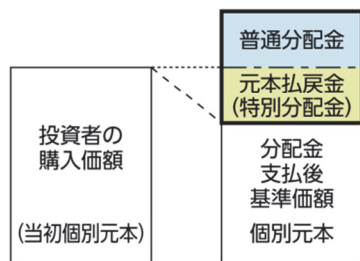 普通分配金
元本払戻金
(特別分配金)
投資者の
購入価額
(当初個別元本)
分配金
支払後
基準価額
個別元本